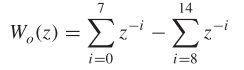 W_o(z) = \sum_{i=0}^{7} z^{-i} - \sum_{i=8}^{14} z^{-i}